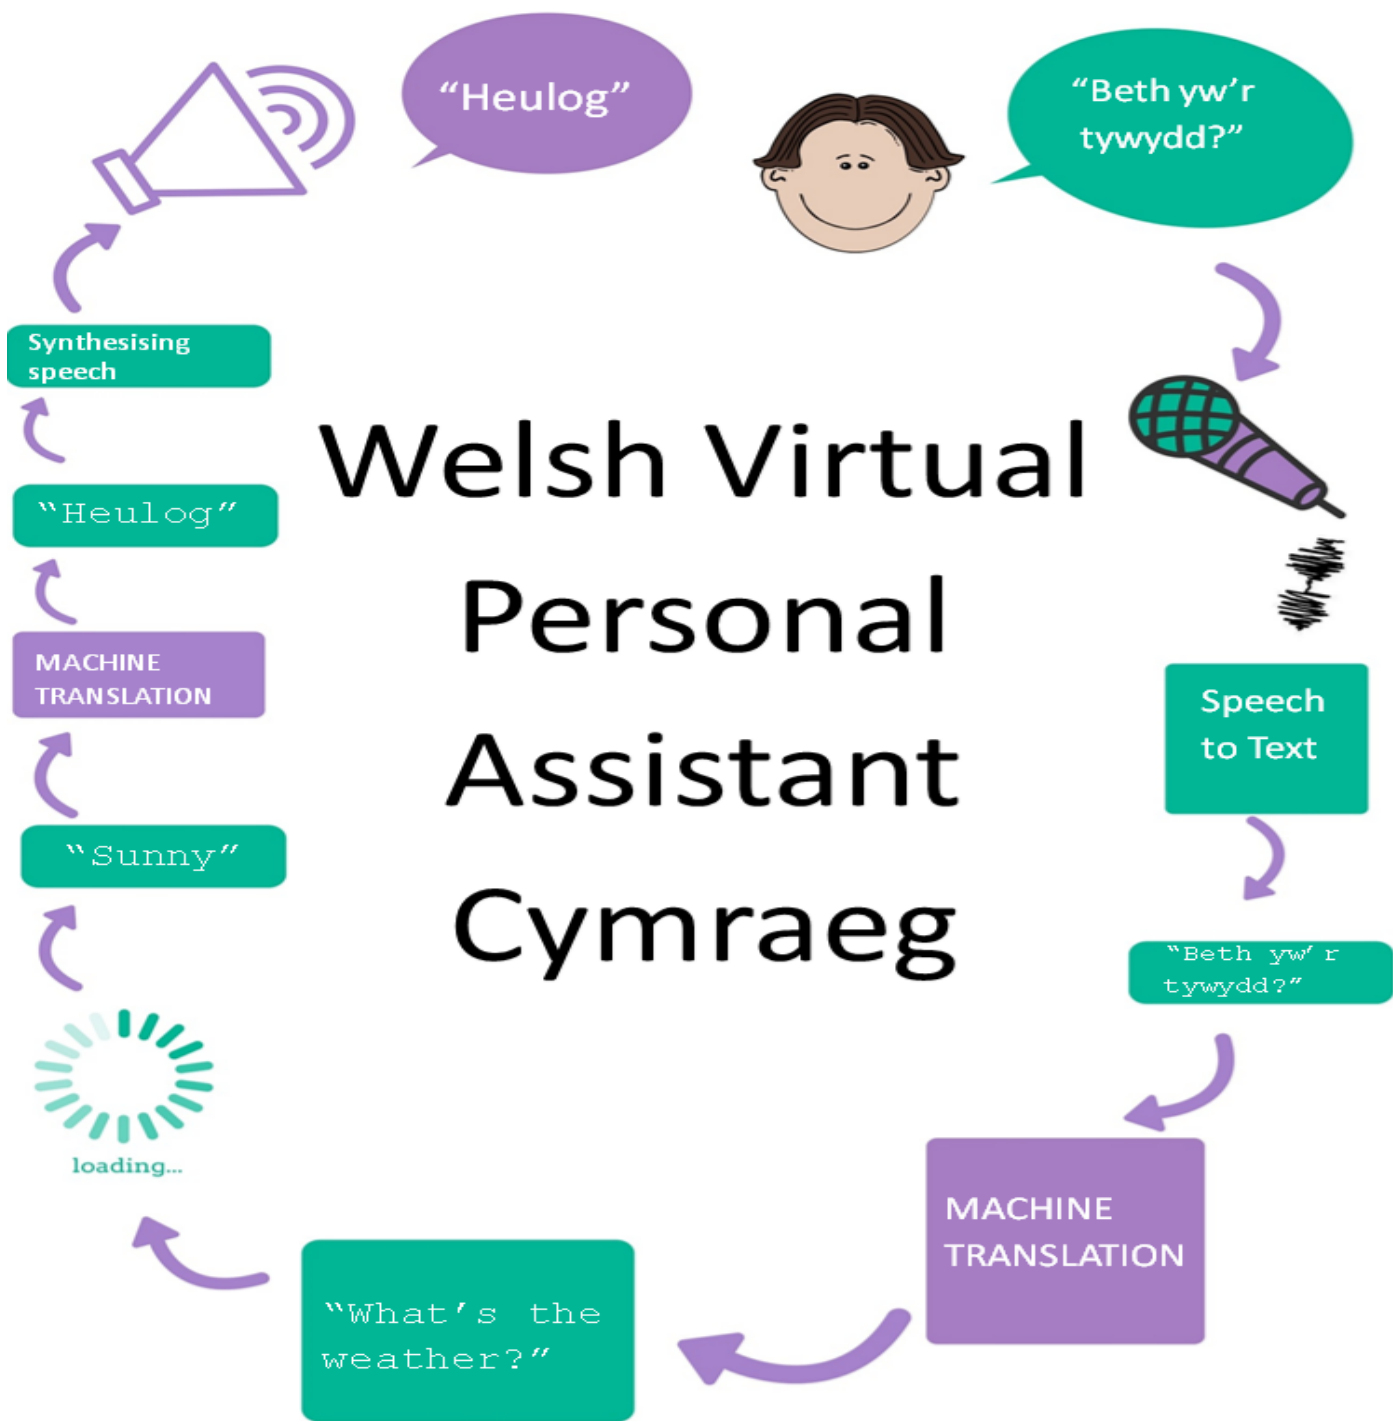 “Heulog”
“Beth yw’r
tywydd?”
Synthesising
speech
“Heulog”
MACHINE
TRANSLATION
“Sunny”
loading...
Welsh Virtual
Personal
Assistant
Cymraeg
Speech
to Text
“Beth yw’r
tywydd?”
MACHINE
TRANSLATION
“What’s the
weather?”